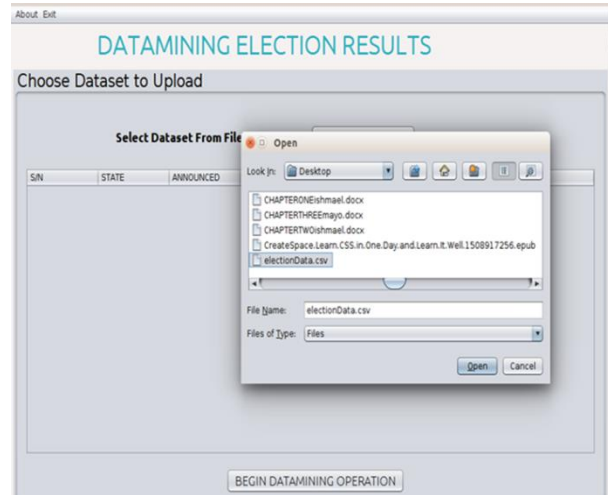 About Exit
DATAMINING ELECTION RESULTS
Choose Dataset to Upload
Select Dataset From File
S/N STATE ANNOUNCED
Open
Look In: Desktop
CHAPTERONEishmael.docx
CHAPTERTHREEmayo.docx
CHAPTERTWOishmael.docx
CreateSpace.Learn.CSS.in.One.Day.and.Learn.It.Well.1508917256.epub
electionData.csv
File Name: electionData.csv
Files of Type: Files
Open Cancel
BEGIN DATAMINING OPERATION